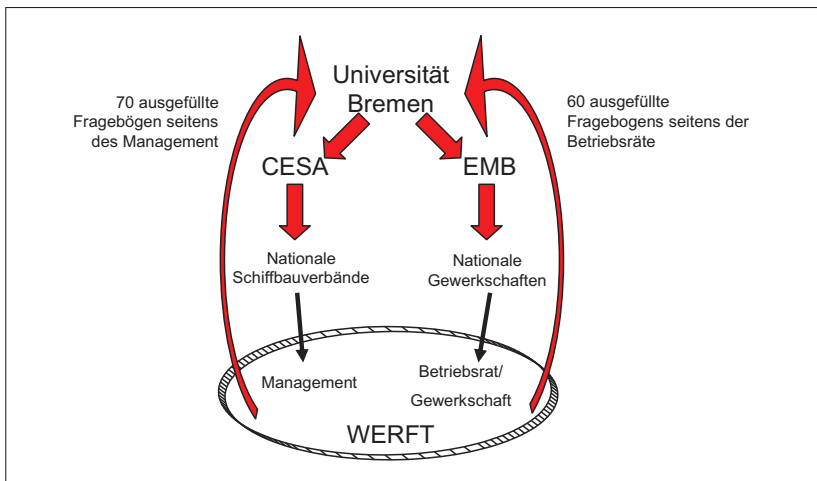 Universität
Bremen
70 ausgefüllte
Fragebögen seitens
des Management
60 ausgefüllte
Fragebogens seitens der
Betriebsräte
CESA
EMB
Nationale
Schiffbauverbände
Nationale
Gewerkschaften
Management
Betriebsrat/
Gewerkschaft
WERFT